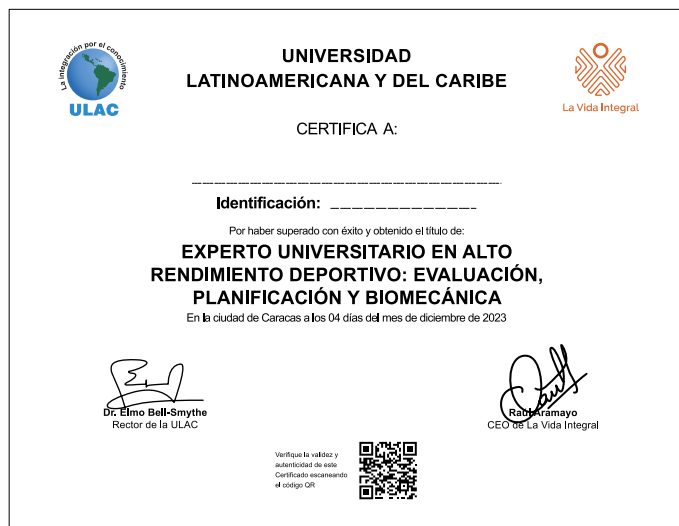 La integración por el conocimiento
ULAC
UNIVERSIDAD
LATINOAMERICANA Y DEL CARIBE
La Vida Integral
CERTIFICA A:
Identificación:
Por haber superado con éxito y obtenido el título de:
EXPERTO UNIVERSITARIO EN ALTO
RENDIMIENTO DEPORTIVO: EVALUACIÓN,
PLANIFICACIÓN Y BIOMECÁNICA
En la ciudad de Caracas a los 04 días del mes de diciembre de 2023
Dr. Elmo Bell-Smythe
Rector de la ULAC
Raúl Aramayo
CEO de La Vida Integral
Verifique la validez y
autenticidad de este
Certificado escaneando
el código QR